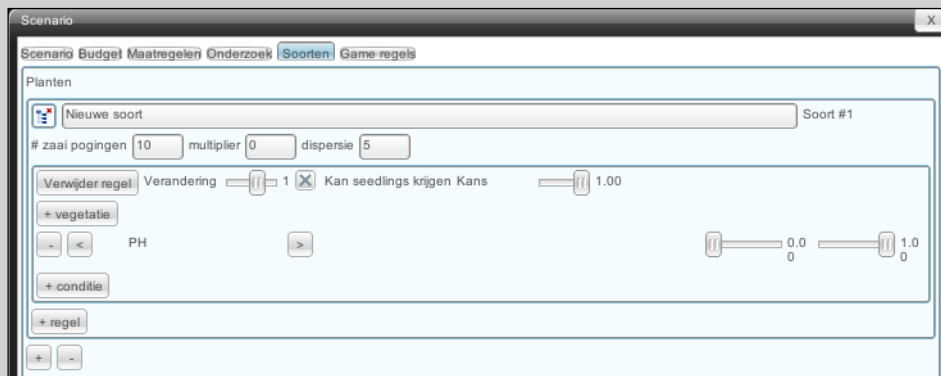 Scenario X
Scenario Budget Maatregelen Onderzoek Soorten Game regels
Planten
Nieuwe soort Soort #1
# zaai pogingen 10 multiplier 0 dispersie 5
Verwijder regel Verandering 1 Kan seedlings krijgen Kans 1.00
+ vegetatie
- < PH > 0.0 1.0
0 0
+ conditie
+ regel
+ -